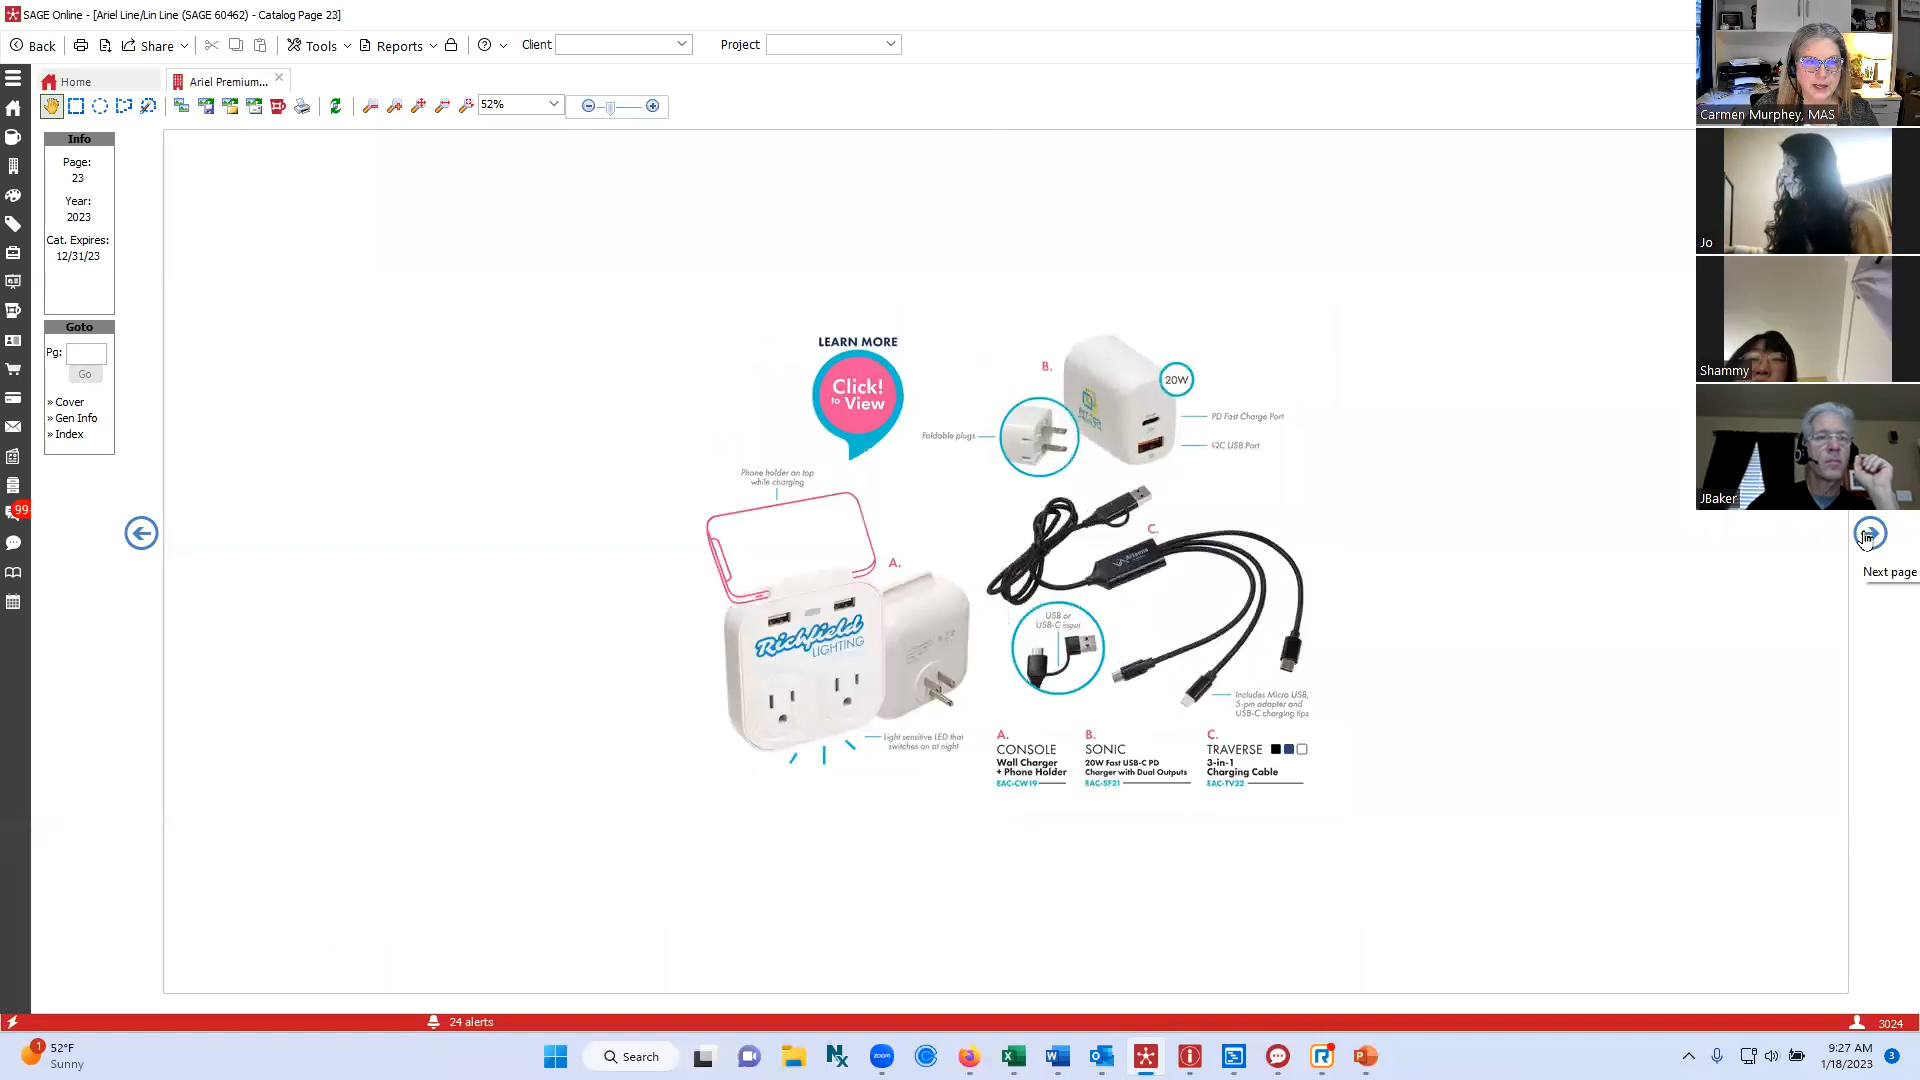 SAGE Online - [Ariel Line/Lin Line (SAGE 60462) - Catalog Page 23]
Back
Share
Tools
Reports
Client
Project
Home
Ariel Premium...
52%
Info
Page:
23
Year:
2023
Cat. Expires:
12/31/23
Goto
Pg:
Go
» Cover
» Gen Info
» Index
99+
LEARN MORE
Click!
to View
B.
20W
PD Fast Charge Port
QC USB Port
Foldable plugs
Phone holder on top
while charging
A.
Richfield
LIGHTING
Light sensitive LED that
switches on at night
C.
USB or
USB-C input
Includes Micro USB,
5-pin adapter and
USB-C charging tips
A.
CONSOLE
Wall Charger
+ Phone Holder
EAC-CW19
B.
SONIC
20W Fast USB-C PD
Charger with Dual Outputs
EAC-SF21
C.
TRAVERSE
3-in-1
Charging Cable
EAC-TV22
Carmen Murphey, MAS
Jo
Shammy
JBaker
Next page
24 alerts
3024
1
52°F
Sunny
Search
zoom
9:27 AM
1/18/2023
3